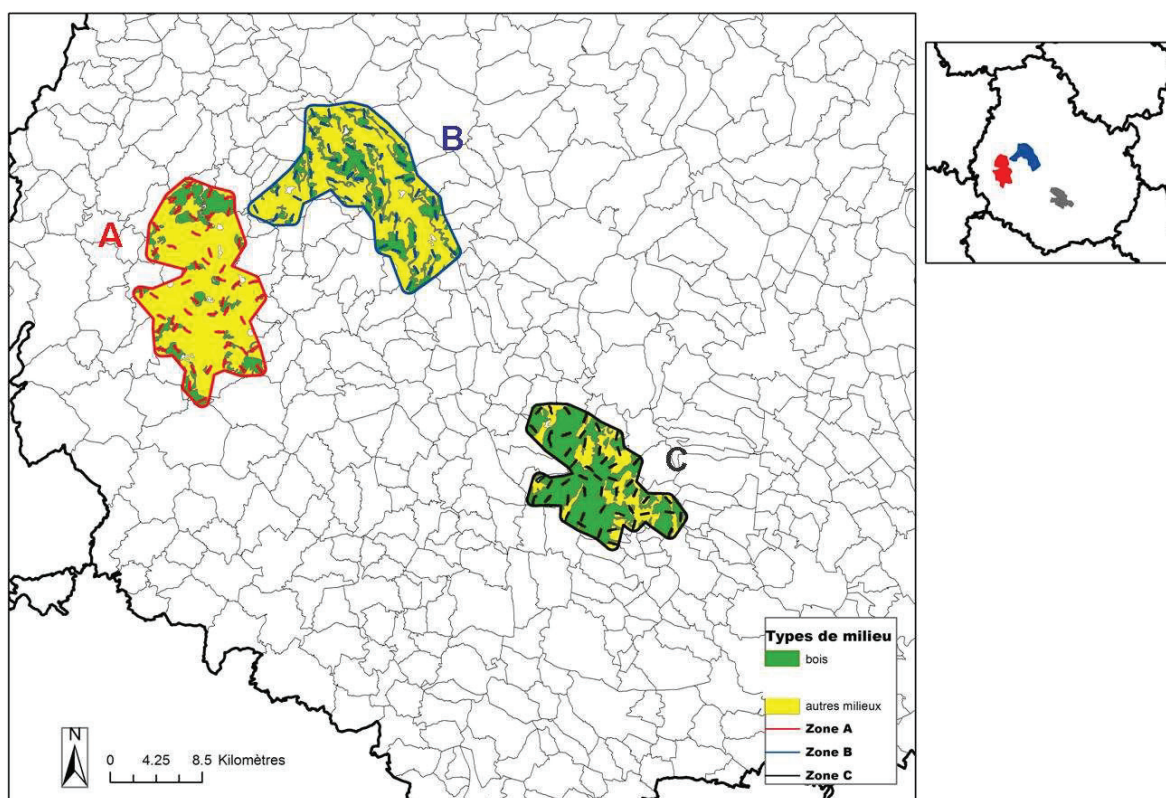 B
A
C
Types de milieu
bois
autres milieux
Zone A
Zone B
Zone C
N
0 4.25 8.5 Kilomètres